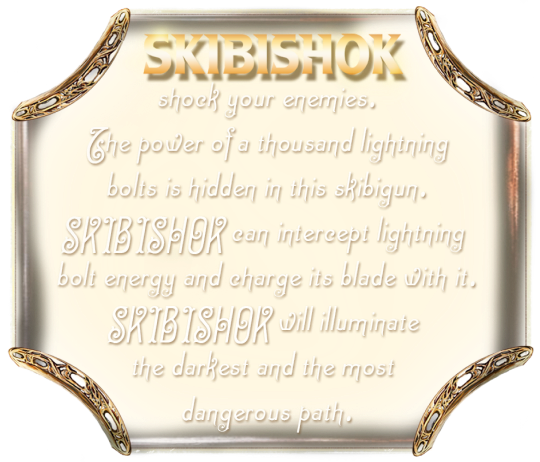 SKIBISHOK
shock your enemies.
The power of a thousand lightning
bolts is hidden in this skibigun.
SKIBISHOK can intercept lightning
bolt energy and charge its blade with it.
SKIBISHOK will illuminate
the darkest and the most
dangerous path.